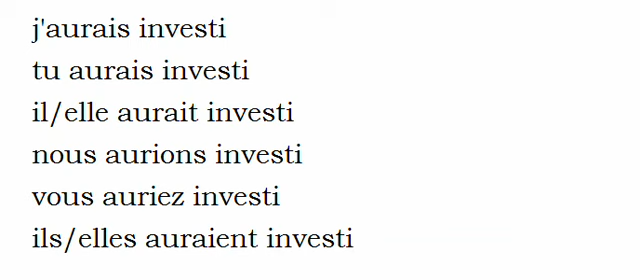 j'aurais investi
tu aurais investi
il/elle aurait investi
nous aurions investi
vous auriez investi
ils/elles auraient investi